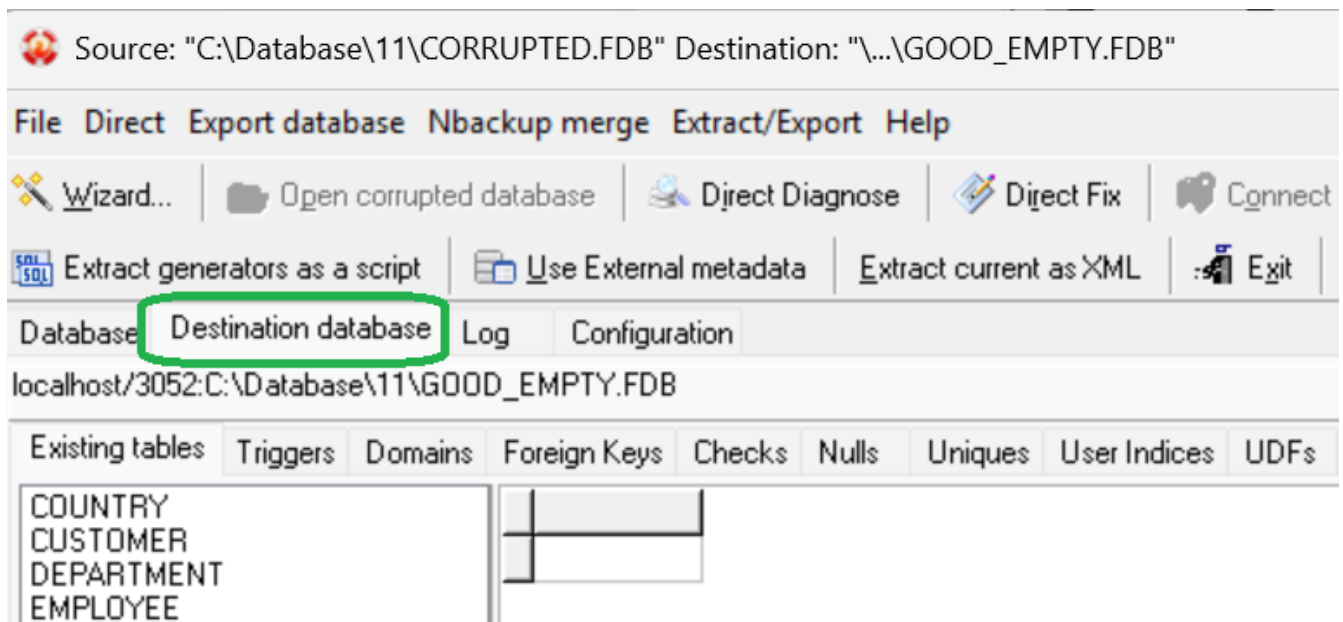 Source: "C:\Database\11\CORRUPTED.FDB" Destination: "\...\GOOD_EMPTY.FDB"
File Direct Export database Nbackup merge Extract/Export Help
Wizard... Open corrupted database Direct Diagnose Direct Fix Connect
SQL SQL Extract generators as a script Use External metadata Extract current as XML Exit
Database Destination database Log Configuration
localhost/3052:C:\Database\11\GOOD_EMPTY.FDB
Existing tables Triggers Domains Foreign Keys Checks Nulls Uniques User Indices UDFs
COUNTRY
CUSTOMER
DEPARTMENT
EMPLOYEE